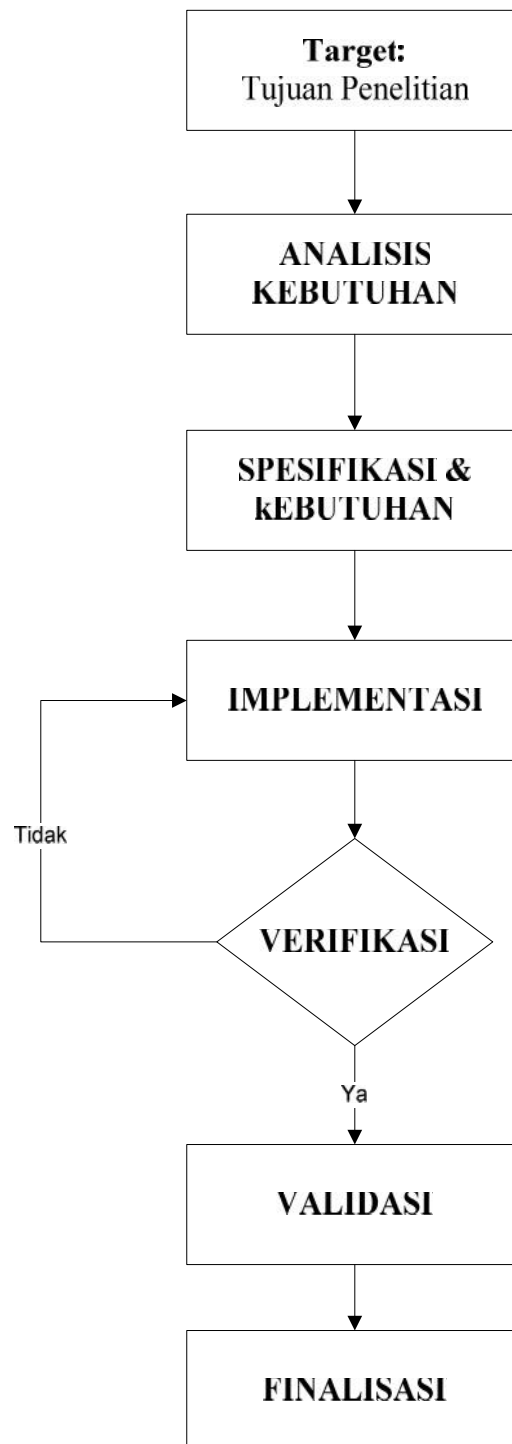 Target:
Tujuan Penelitian
ANALISIS
KEBUTUHAN
SPESIFIKASI &
kEBUTUHAN
IMPLEMENTASI
Tidak
VERIFIKASI
Ya
VALIDASI
FINALISASI